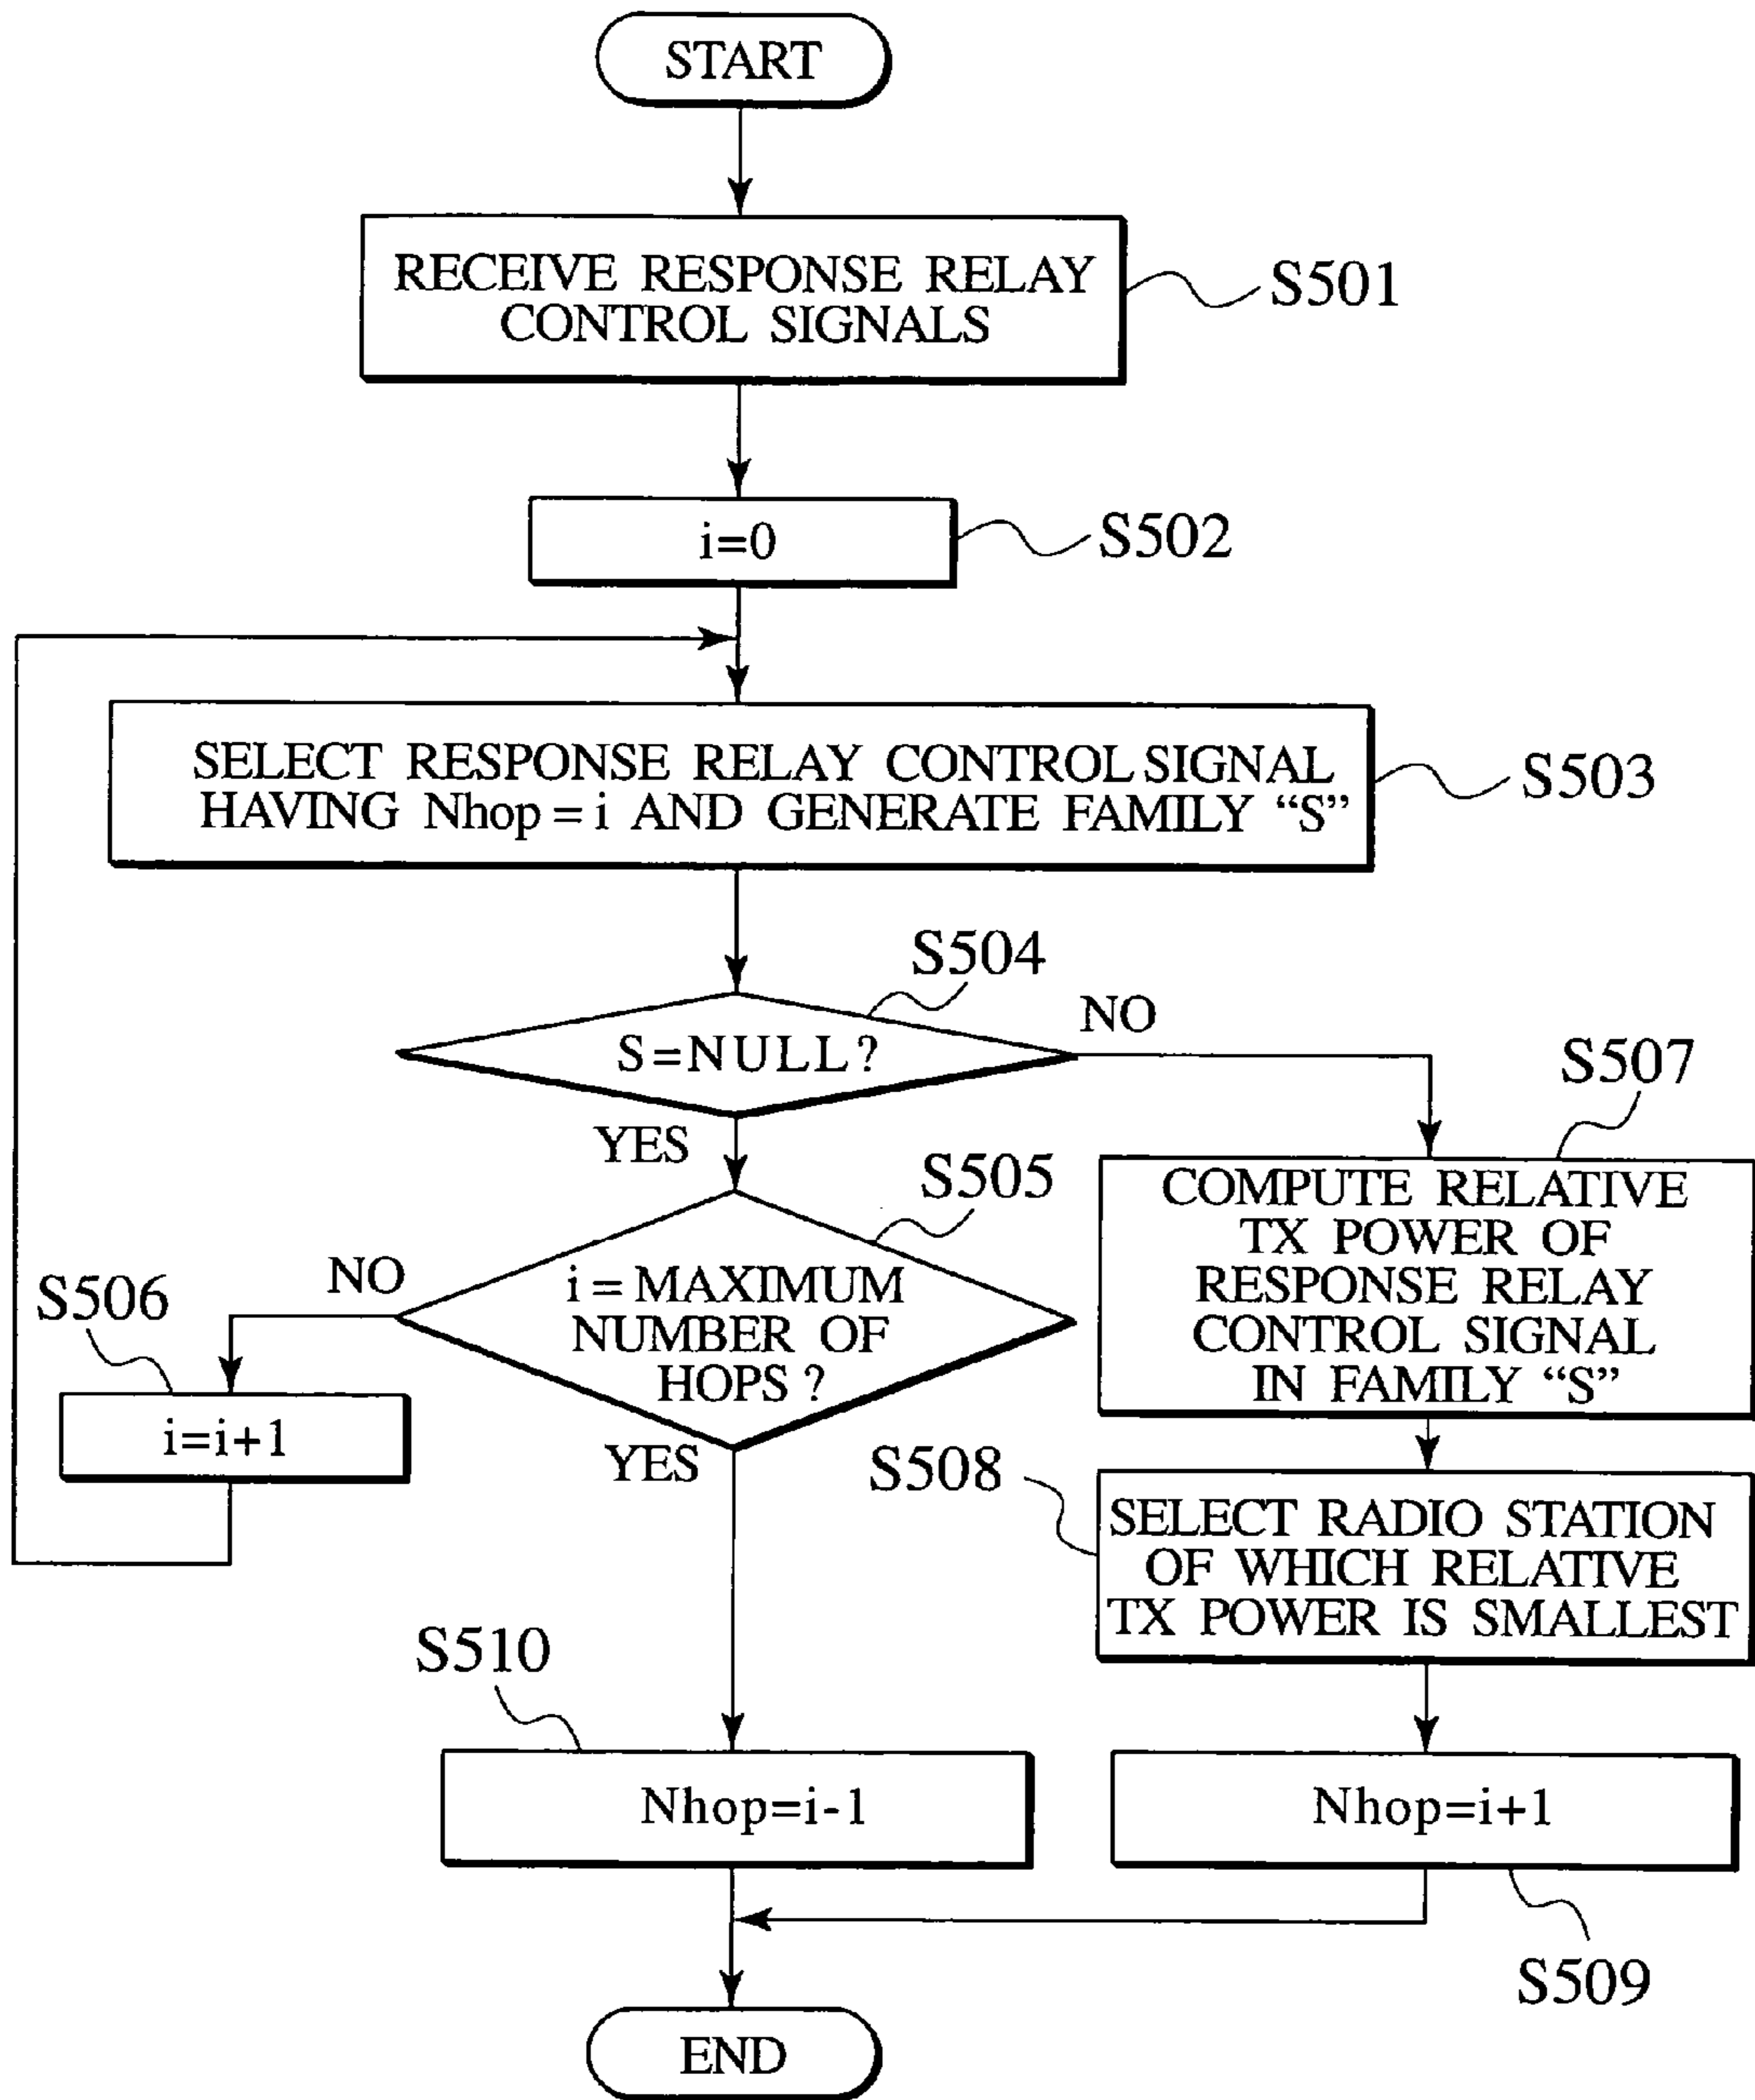 START
RECEIVE RESPONSE RELAY
CONTROL SIGNALS
S501
i=0
S502
SELECT RESPONSE RELAY CONTROL SIGNAL
HAVING Nhop = i AND GENERATE FAMILY “S”
S503
S504
S=NULL?
NO
YES
S507
COMPUTE RELATIVE
TX POWER OF
RESPONSE RELAY
CONTROL SIGNAL
IN FAMILY “S”
S505
i = MAXIMUM
NUMBER OF
HOPS ?
NO
S506
i=i+1
YES
S508
SELECT RADIO STATION
OF WHICH RELATIVE
TX POWER IS SMALLEST
S510
Nhop=i-1
Nhop=i+1
S509
END